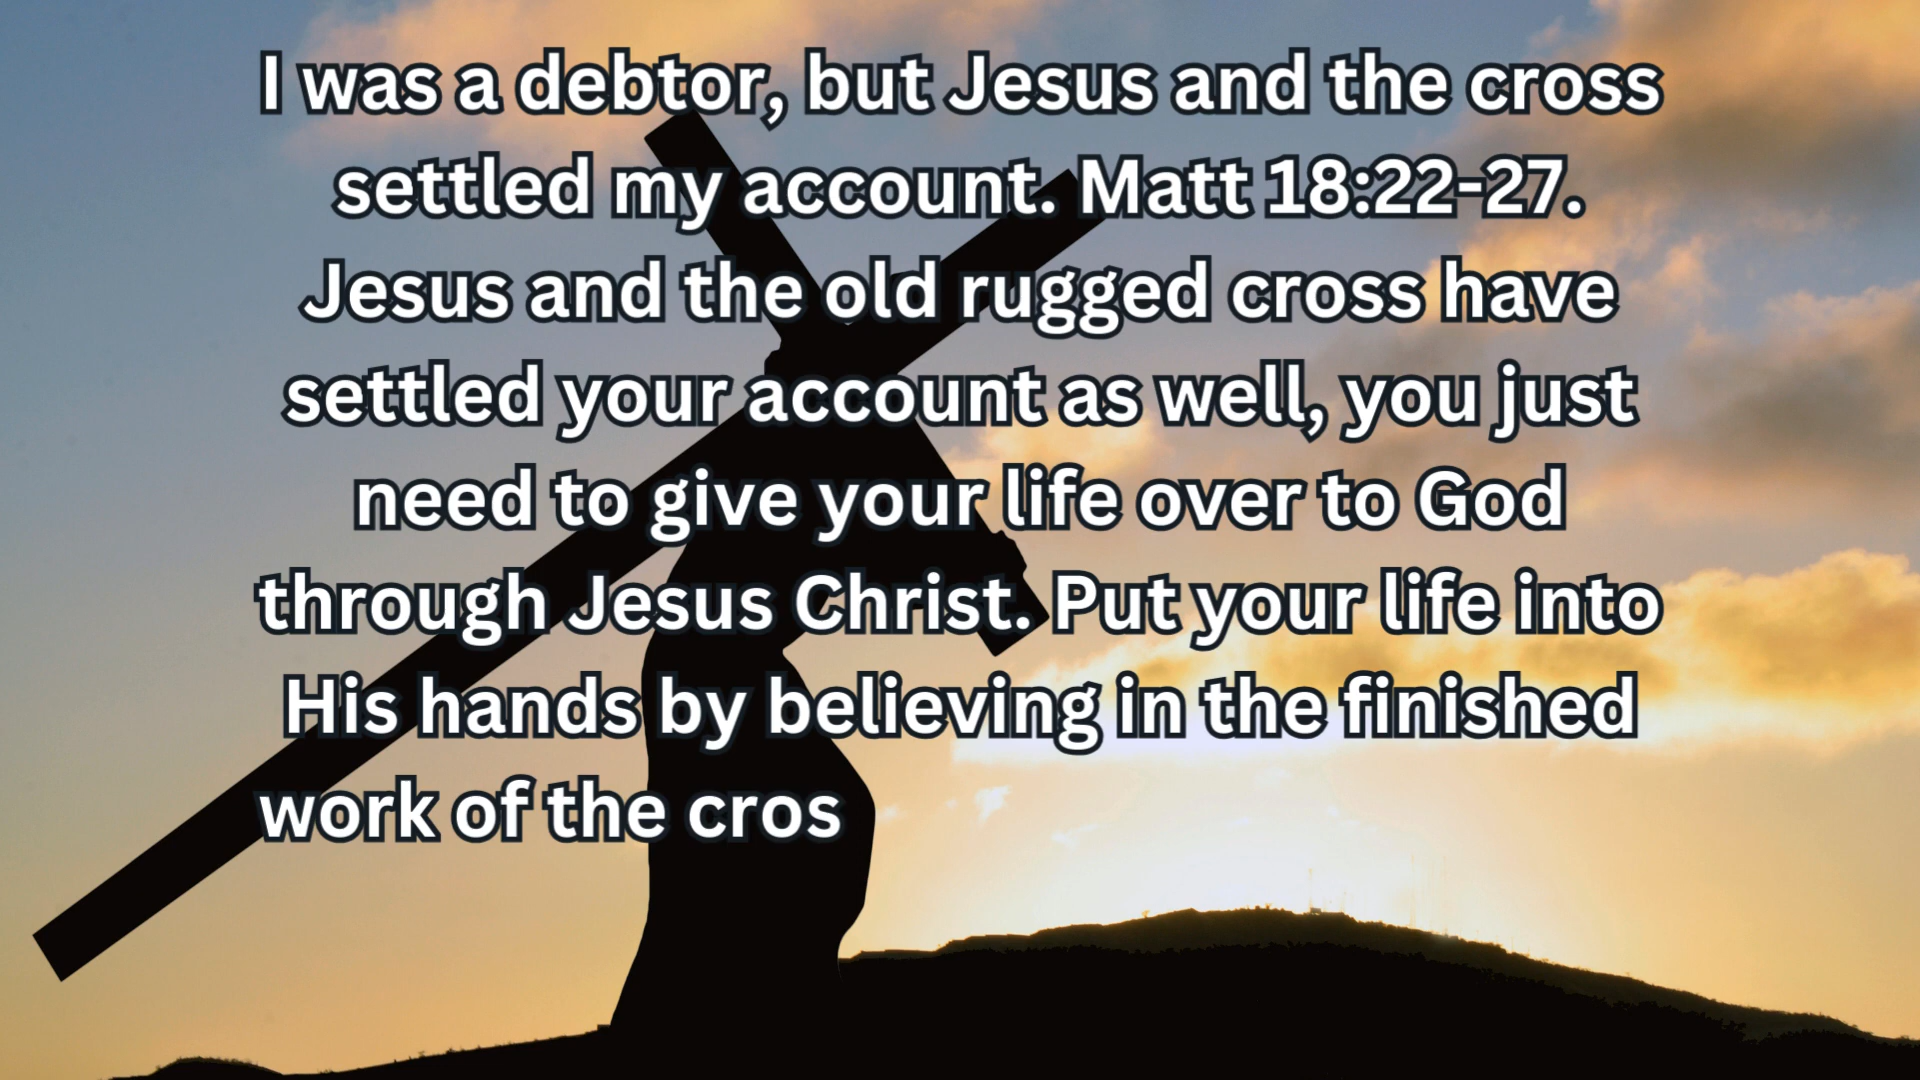 I was a debtor, but Jesus and the cross
settled my account. Matt 18:22-27.
Jesus and the old rugged cross have
settled your account as well, you just
need to give your life over to God
through Jesus Christ. Put your life into
His hands by believing in the finished
work of the cros